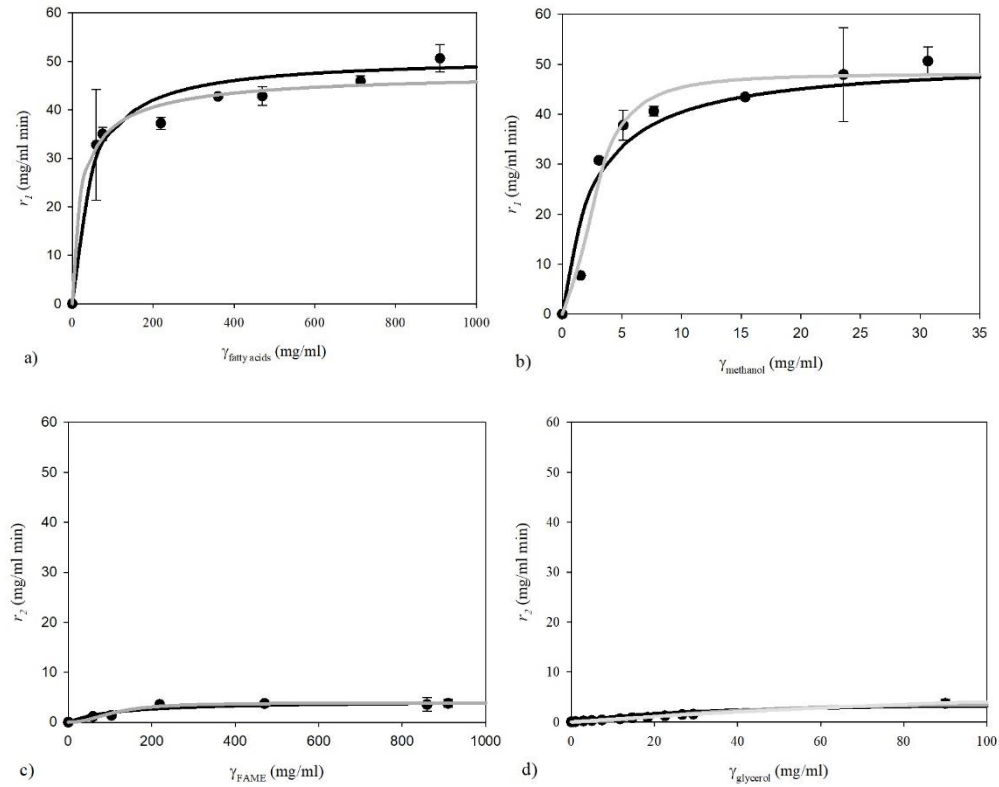 60
50
40
30
20
10
0
r1 (mg/ml min)
0 200 400 600 800 1000
γfatty acids (mg/ml)
a)
60
50
40
30
20
10
0
r1 (mg/ml min)
0 5 10 15 20 25 30 35
γmethanol (mg/ml)
b)
60
50
40
30
20
10
0
r2 (mg/ml min)
0 200 400 600 800 1000
γFAME (mg/ml)
c)
60
50
40
30
20
10
0
r2 (mg/ml min)
0 20 40 60 80 100
γglycerol (mg/ml)
d)